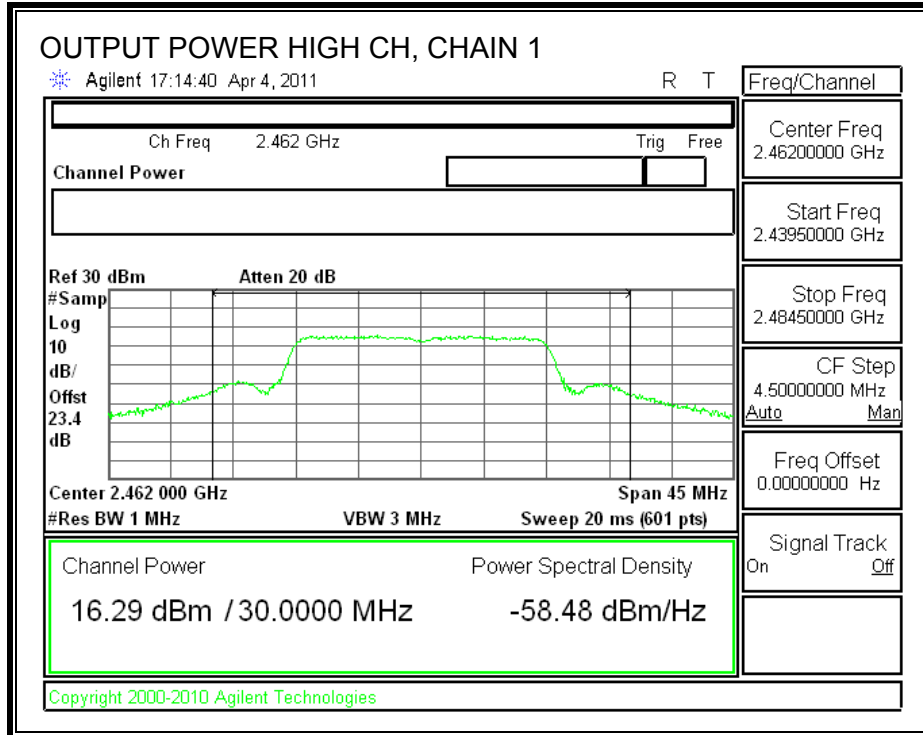 OUTPUT POWER HIGH CH, CHAIN 1
Agilent 17:14:40 Apr 4, 2011 R T
Freq/Channel
Ch Freq 2.462 GHz Trig Free
Channel Power
Center Freq
2.46200000 GHz
Start Freq
2.43950000 GHz
Stop Freq
2.48450000 GHz
CF Step
4.50000000 MHz
Auto Man
Freq Offset
0.00000000 Hz
Signal Track
On Off
Ref 30 dBm Atten 20 dB
#Samp
Log
10
dB/
Offst
23.4
dB
Center 2.462 000 GHz Span 45 MHz
#Res BW 1 MHz VBW 3 MHz Sweep 20 ms (601 pts)
Channel Power Power Spectral Density
16.29 dBm / 30.0000 MHz -58.48 dBm/Hz
Copyright 2000-2010 Agilent Technologies